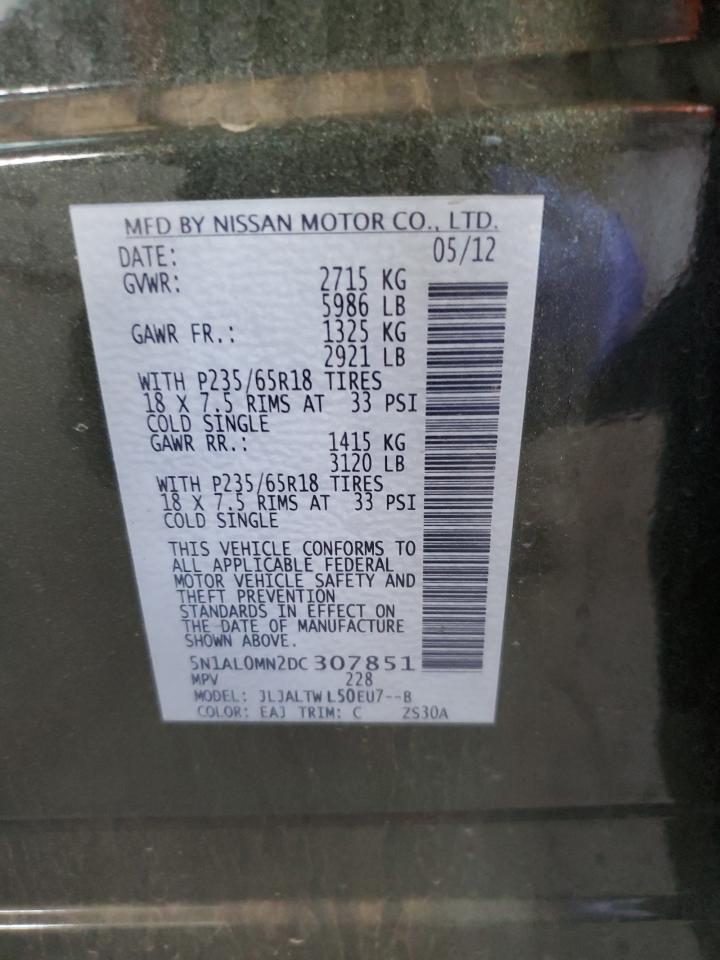 MFD BY NISSAN MOTOR CO., LTD.
DATE: 05/12
GVWR: 2715 KG
5986 LB
GAWR FR.: 1325 KG
2921 LB
WITH P235/65R18 TIRES
18 X 7.5 RIMS AT 33 PSI
COLD SINGLE
GAWR RR.: 1415 KG
3120 LB
WITH P235/65R18 TIRES
18 X 7.5 RIMS AT 33 PSI
COLD SINGLE
THIS VEHICLE CONFORMS TO
ALL APPLICABLE FEDERAL
MOTOR VEHICLE SAFETY AND
THEFT PREVENTION
STANDARDS IN EFFECT ON
THE DATE OF MANUFACTURE
SHOWN ABOVE.
5N1AL0MN2DC 307851
MPV 228
MODEL: JLJALTW L50EU7--B
COLOR: EAJ TRIM: C ZS30A